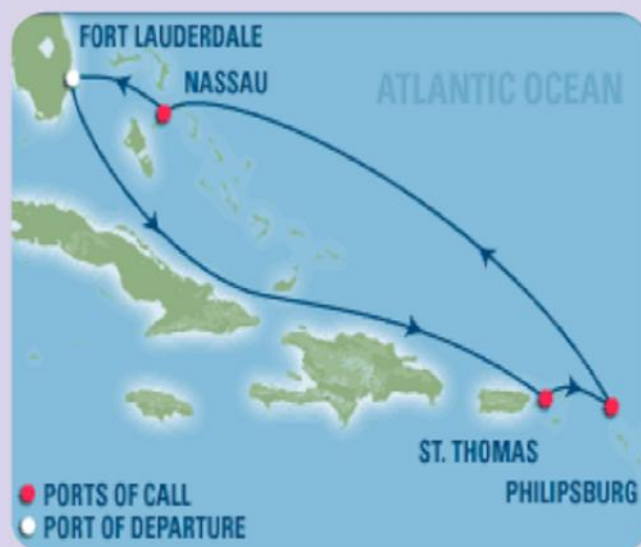 FORT LAUDERDALE
NASSAU
ATLANTIC OCEAN
ST. THOMAS
PHILIPSBURG
PORTS OF CALL
PORT OF DEPARTURE